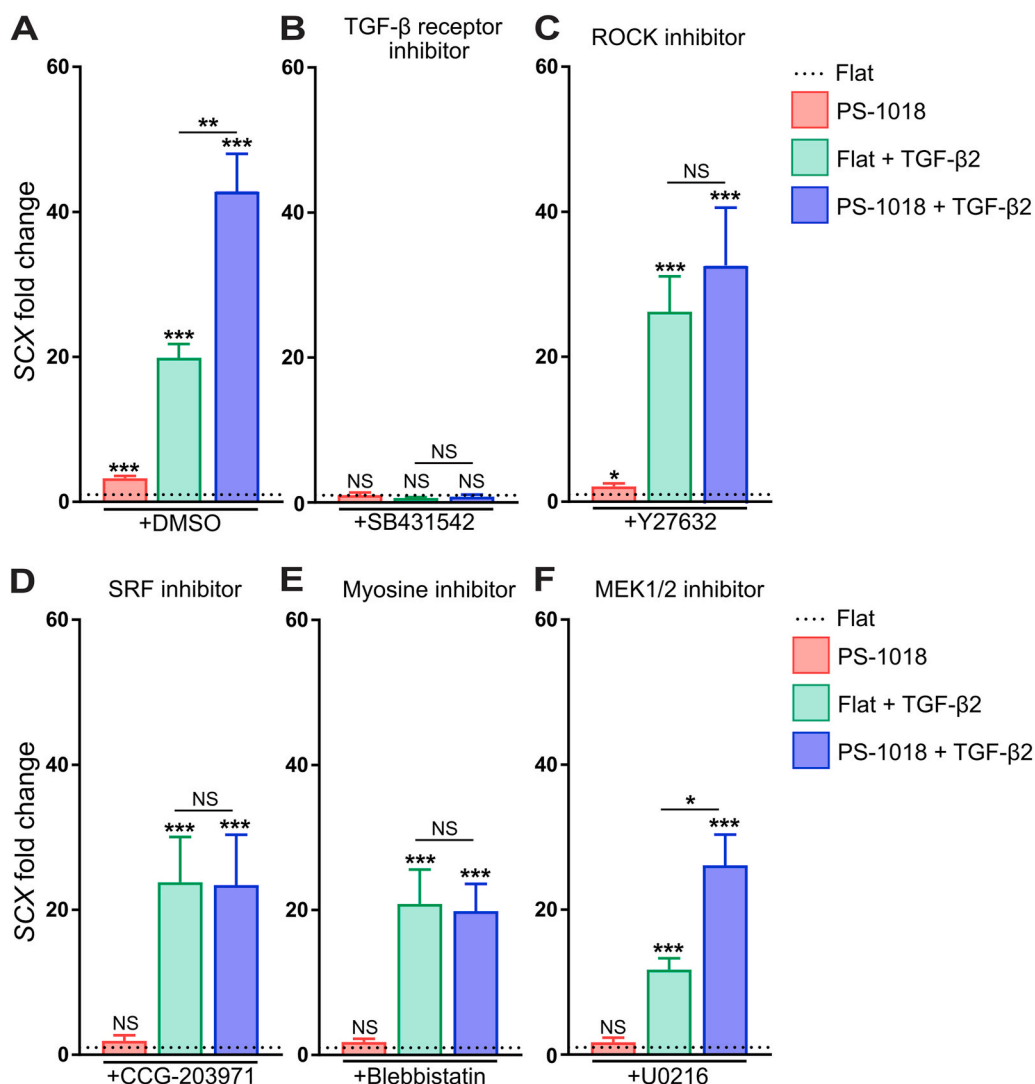 A
B
TGF-β receptor
inhibitor
C
ROCK inhibitor
SCX fold change
60
40
20
0
***
***
**
***
+DMSO
60
40
20
0
NS
NS
NS
NS
+SB431542
60
40
20
0
*
***
NS
***
+Y27632
Flat
PS-1018
Flat + TGF-β2
PS-1018 + TGF-β2
D
SRF inhibitor
E
Myosine inhibitor
F
MEK1/2 inhibitor
SCX fold change
60
40
20
0
NS
***
NS
***
+CCG-203971
60
40
20
0
NS
***
NS
***
+Blebbistatin
60
40
20
0
NS
***
*
***
+U0216
Flat
PS-1018
Flat + TGF-β2
PS-1018 + TGF-β2